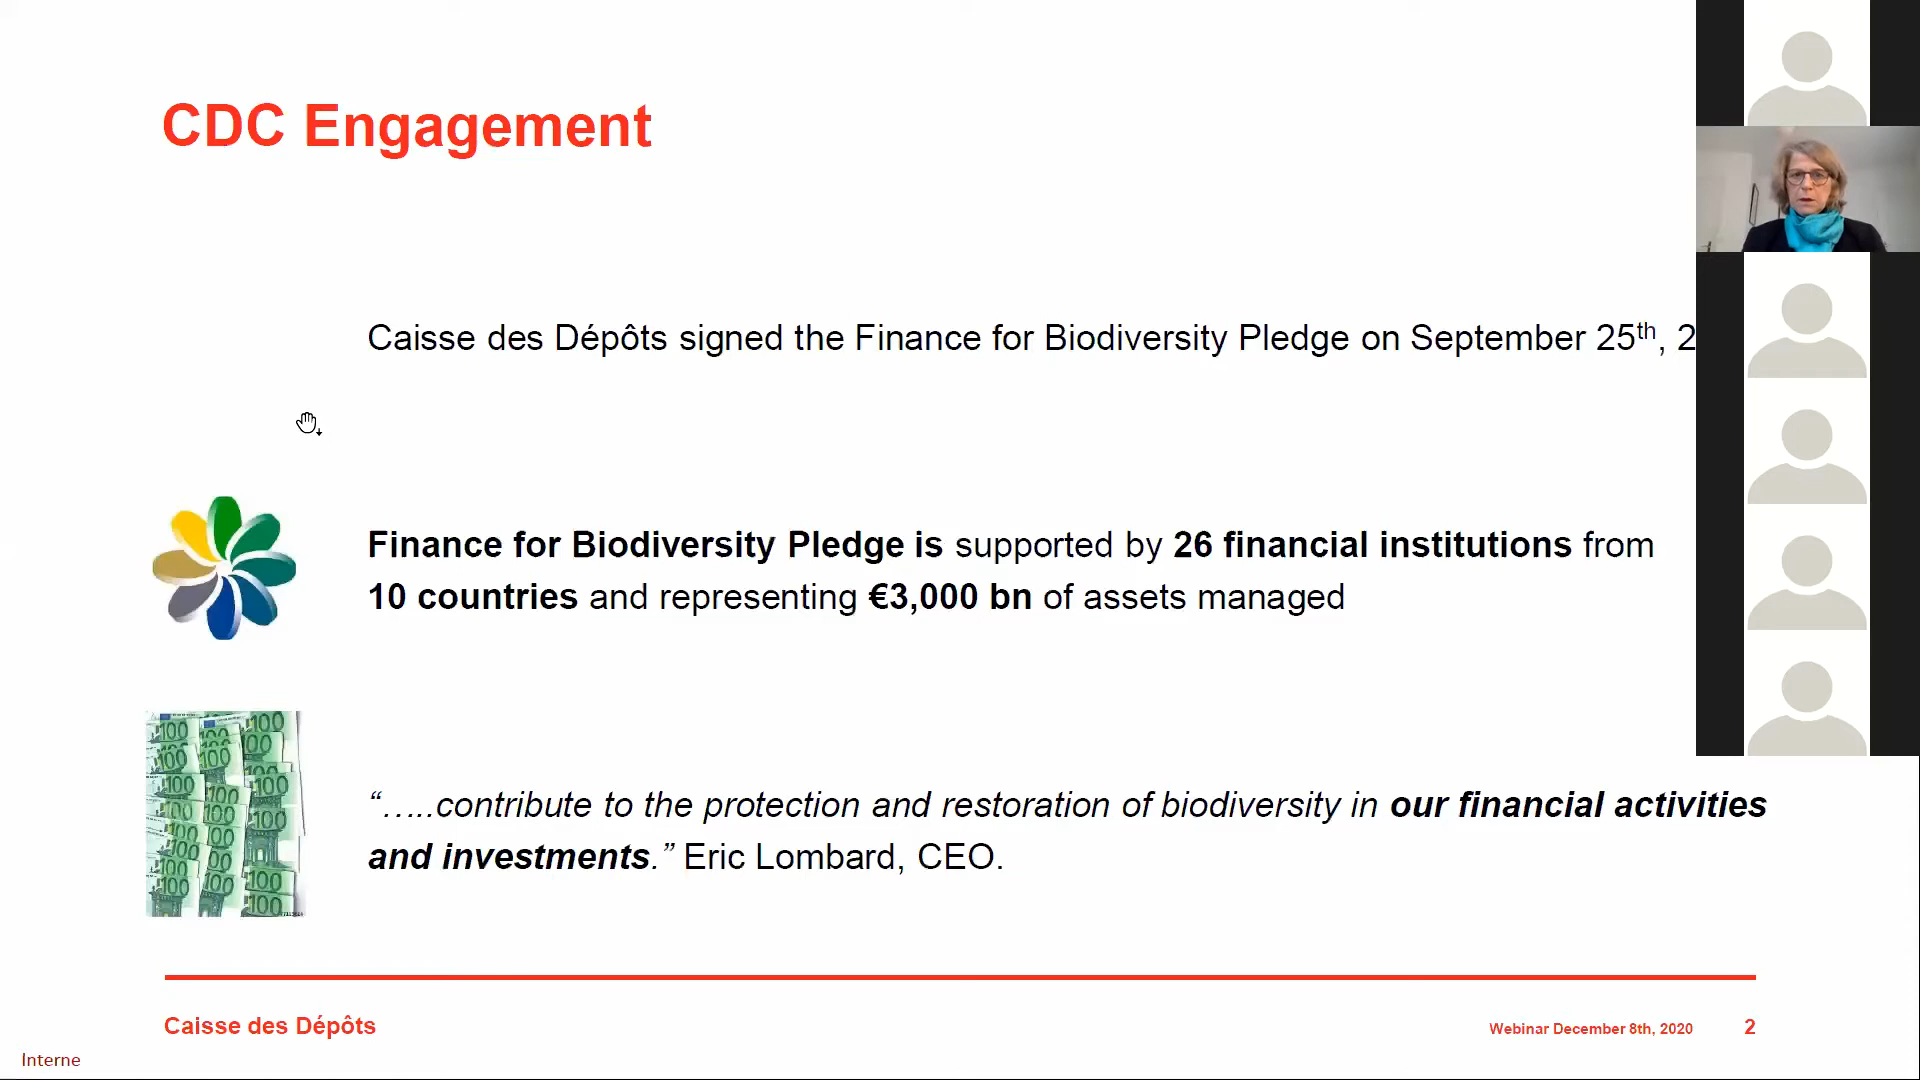 CDC Engagement
Caisse des Dépôts signed the Finance for Biodiversity Pledge on September 25th, 2
Finance for Biodiversity Pledge is supported by 26 financial institutions from
10 countries and representing €3,000 bn of assets managed
“…..contribute to the protection and restoration of biodiversity in our financial activities
and investments.” Eric Lombard, CEO.
Caisse des Dépôts
Webinar December 8th, 2020 2
Interne